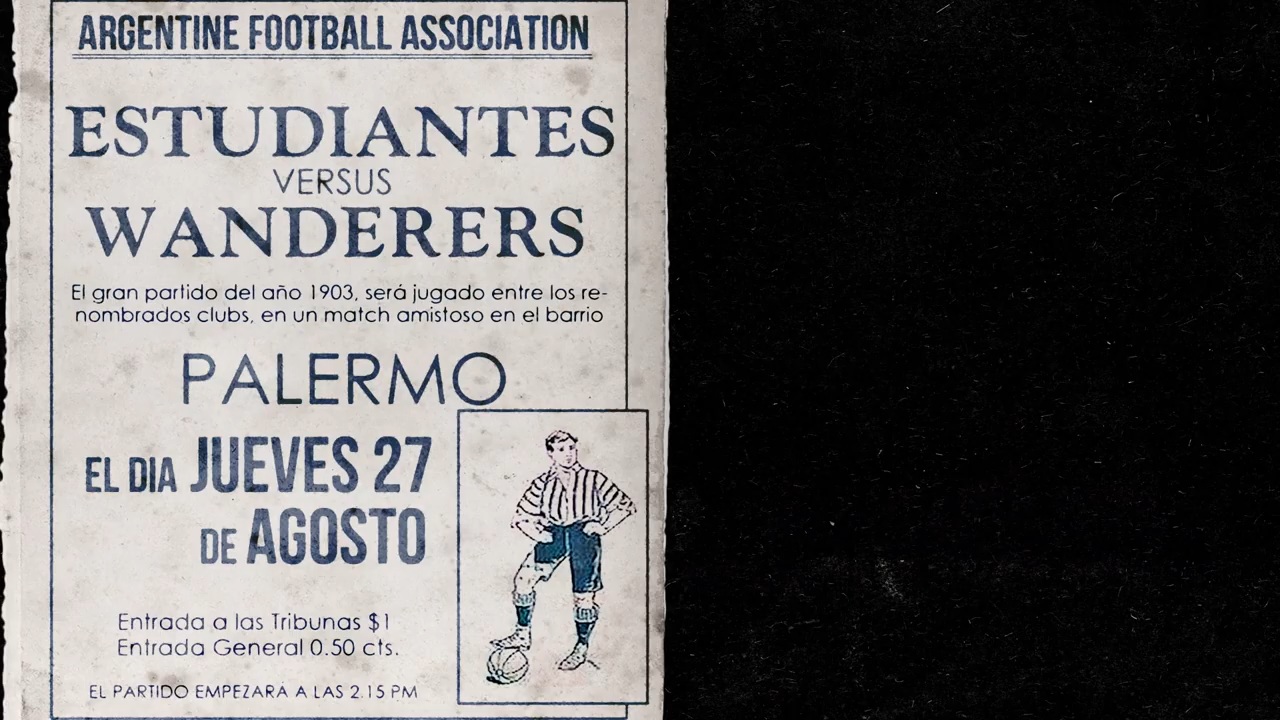 ARGENTINE FOOTBALL ASSOCIATION
ESTUDIANTES
VERSUS
WANDERERS
El gran partido del año 1903, será jugado entre los re-
nombrados clubs, en un match amistoso en el barrio
PALERMO
EL DIA JUEVES 27
DE AGOSTO
Entrada a las Tribunas $1
Entrada General 0.50 cts.
EL PARTIDO EMPEZARA A LAS 2.15 PM